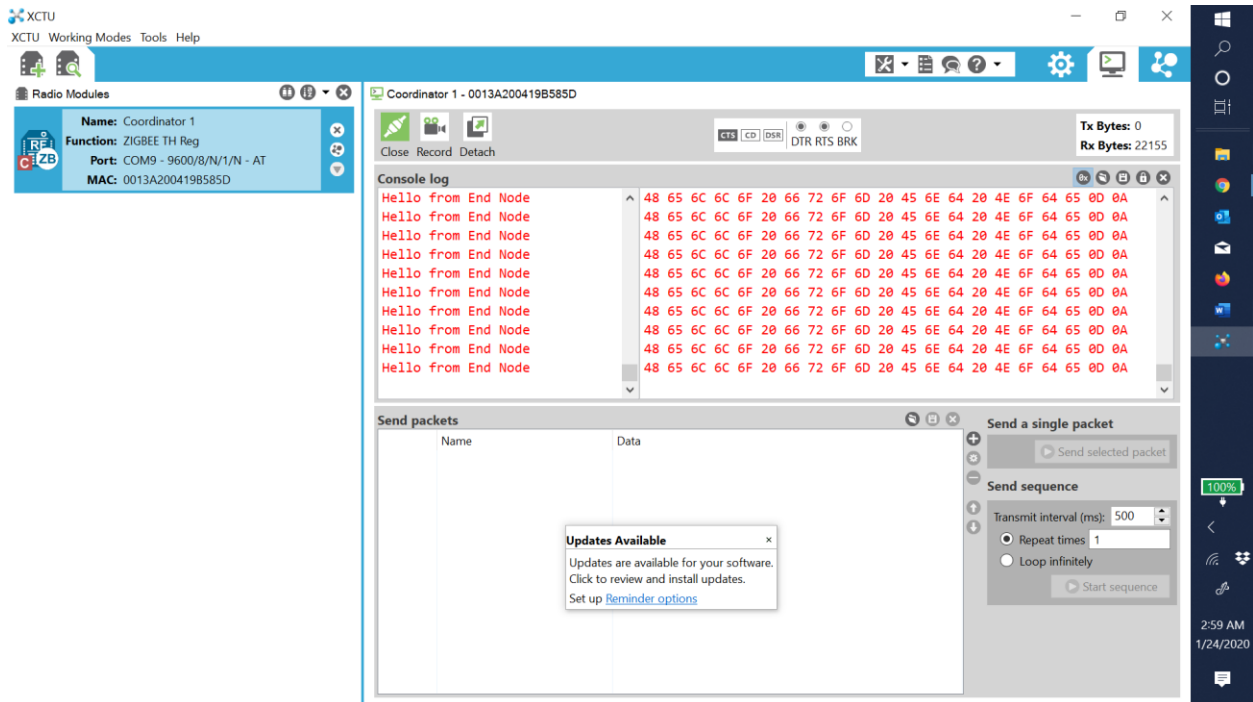 XCTU
XCTU Working Modes Tools Help
Radio Modules
Name: Coordinator 1
Function: ZIGBEE TH Reg
Port: COM9 - 9600/8/N/1/N - AT
MAC: 0013A200419B585D
RF
C ZB
Coordinator 1 - 0013A200419B585D
Close Record Detach
CTS CD DSR DTR RTS BRK
Tx Bytes: 0
Rx Bytes: 22155
Console log
Hello from End Node 48 65 6C 6C 6F 20 66 72 6F 6D 20 45 6E 64 20 4E 6F 64 65 0D 0A
Hello from End Node 48 65 6C 6C 6F 20 66 72 6F 6D 20 45 6E 64 20 4E 6F 64 65 0D 0A
Hello from End Node 48 65 6C 6C 6F 20 66 72 6F 6D 20 45 6E 64 20 4E 6F 64 65 0D 0A
Hello from End Node 48 65 6C 6C 6F 20 66 72 6F 6D 20 45 6E 64 20 4E 6F 64 65 0D 0A
Hello from End Node 48 65 6C 6C 6F 20 66 72 6F 6D 20 45 6E 64 20 4E 6F 64 65 0D 0A
Hello from End Node 48 65 6C 6C 6F 20 66 72 6F 6D 20 45 6E 64 20 4E 6F 64 65 0D 0A
Hello from End Node 48 65 6C 6C 6F 20 66 72 6F 6D 20 45 6E 64 20 4E 6F 64 65 0D 0A
Hello from End Node 48 65 6C 6C 6F 20 66 72 6F 6D 20 45 6E 64 20 4E 6F 64 65 0D 0A
Hello from End Node 48 65 6C 6C 6F 20 66 72 6F 6D 20 45 6E 64 20 4E 6F 64 65 0D 0A
Hello from End Node 48 65 6C 6C 6F 20 66 72 6F 6D 20 45 6E 64 20 4E 6F 64 65 0D 0A
Send packets
Name Data
Send a single packet
Send selected packet
Send sequence
Transmit interval (ms): 500
Repeat times 1
Loop infinitely
Start sequence
Updates Available
Updates are available for your software.
Click to review and install updates.
Set up Reminder options
100%
2:59 AM
1/24/2020